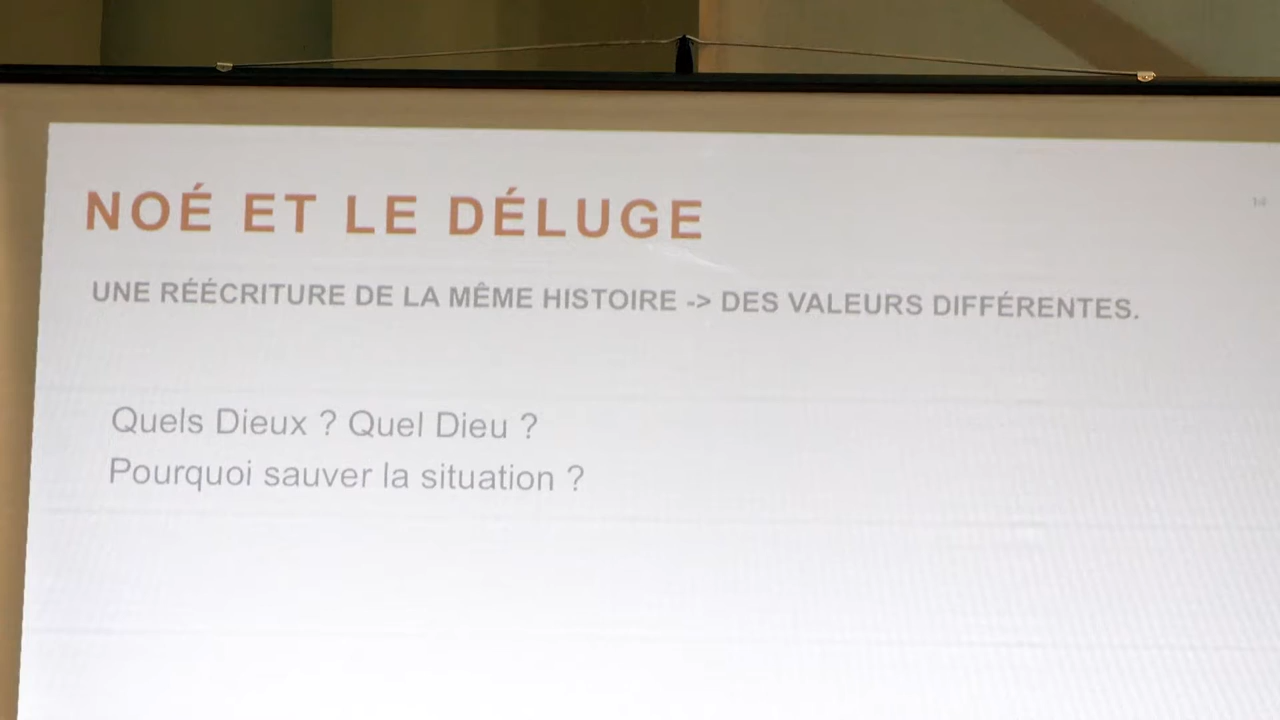 NOÉ ET LE DÉLUGE
UNE RÉÉCRITURE DE LA MÊME HISTOIRE -> DES VALEURS DIFFÉRENTES.
Quels Dieux ? Quel Dieu ?
Pourquoi sauver la situation ?